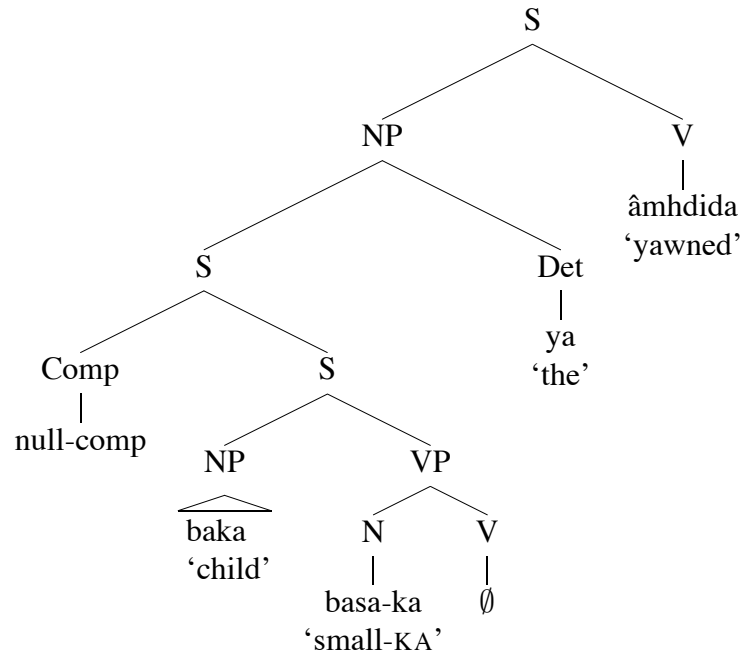 S
NP V
âmhdida
‘yawned’
S Det
ya
‘the’
Comp S
null-comp
NP VP
baka N V
‘child’
basa-ka ∅
‘small-KA’